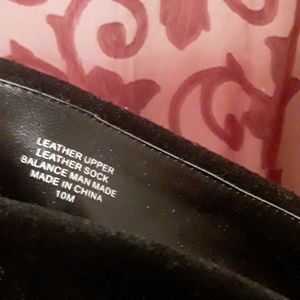 LEATHER UPPER
LEATHER SOCK
BALANCE MAN MADE
MADE IN CHINA
10M